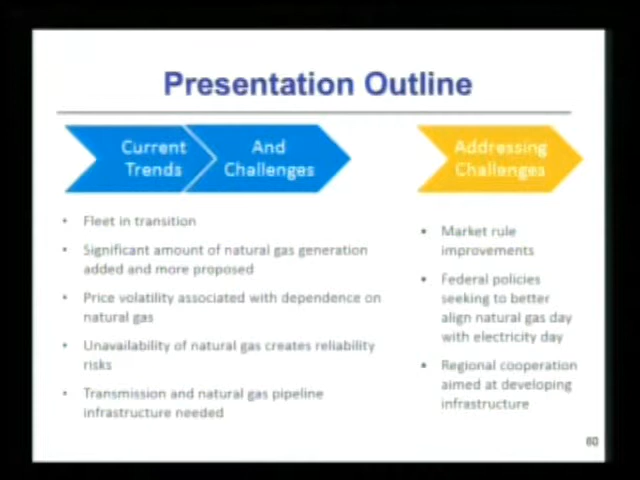 Presentation Outline
Current
Trends
And
Challenges
Addressing
Challenges
• Fleet in transition
• Significant amount of natural gas generation
added and more proposed
• Price volatility associated with dependence on
natural gas
• Unavailability of natural gas creates reliability
risks
• Transmission and natural gas pipeline
infrastructure needed
• Market rule
improvements
• Federal policies
seeking to better
align natural gas day
with electricity day
• Regional cooperation
aimed at developing
infrastructure
60